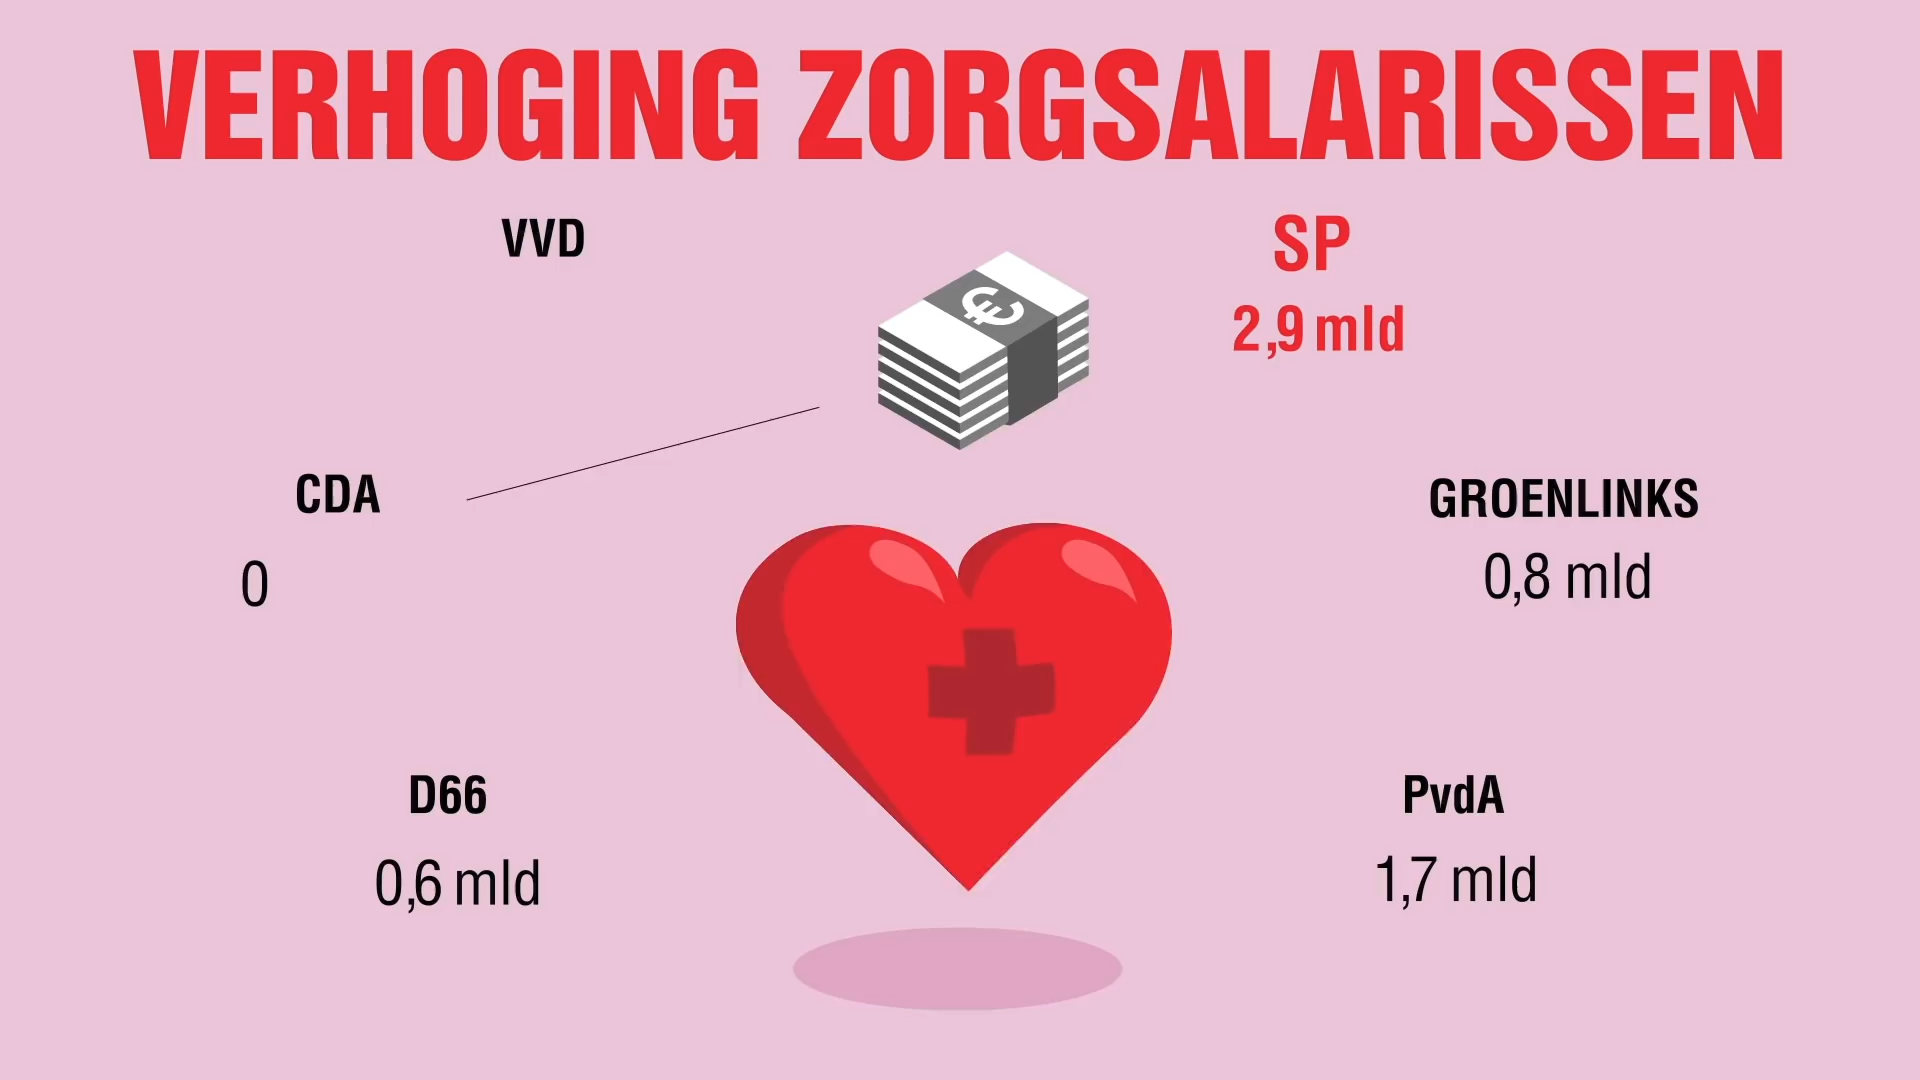 VERHOGING ZORGSALARISSEN
VVD
SP
2,9 mld
CDA
0
GROENLINKS
0,8 mld
D66
0,6 mld
PvdA
1,7 mld